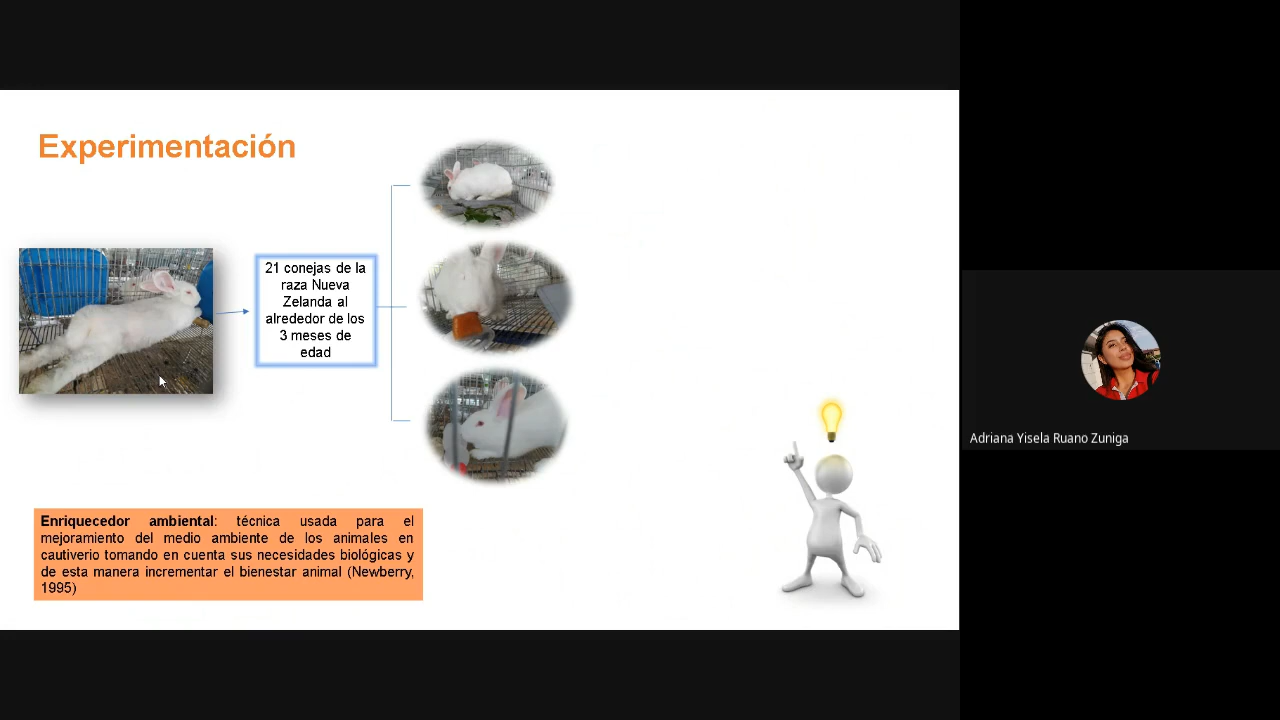 Experimentación
21 conejas de la
raza Nueva
Zelanda al
alrededor de los
3 meses de
edad
Enriquecedor ambiental: técnica usada para el
mejoramiento del medio ambiente de los animales en
cautiverio tomando en cuenta sus necesidades biológicas y
de esta manera incrementar el bienestar animal (Newberry,
1995)
Adriana Yisela Ruano Zuniga